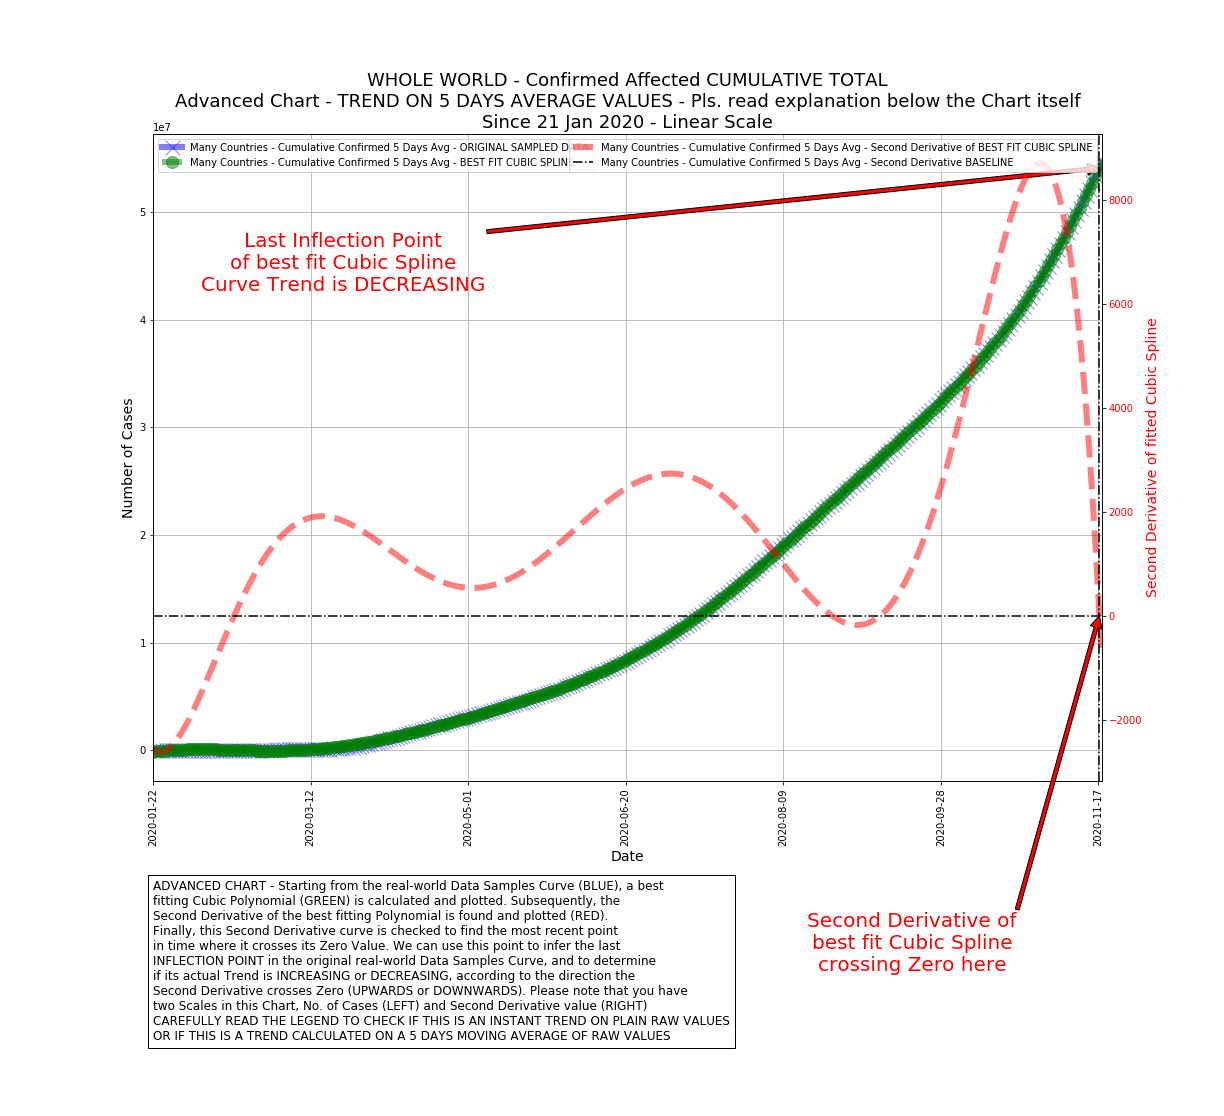 WHOLE WORLD - Confirmed Affected CUMULATIVE TOTAL
Advanced Chart - TREND ON 5 DAYS AVERAGE VALUES - Pls. read explanation below the Chart itself
Since 21 Jan 2020 - Linear Scale
1e7
Many Countries - Cumulative Confirmed 5 Days Avg - ORIGINAL SAMPLED DATA
Many Countries - Cumulative Confirmed 5 Days Avg - BEST FIT CUBIC SPLIN
Many Countries - Cumulative Confirmed 5 Days Avg - Second Derivative of BEST FIT CUBIC SPLINE
Many Countries - Cumulative Confirmed 5 Days Avg - Second Derivative BASELINE
Last Inflection Point
of best fit Cubic Spline
Curve Trend is DECREASING
Number of Cases
5
4
3
2
1
0
8000
6000
4000
2000
0
−2000
Second Derivative of fitted Cubic Spline
2020-01-22
2020-03-12
2020-05-01
2020-06-20
2020-08-09
2020-09-28
2020-11-17
Date
ADVANCED CHART - Starting from the real-world Data Samples Curve (BLUE), a best
fitting Cubic Polynomial (GREEN) is calculated and plotted. Subsequently, the
Second Derivative of the best fitting Polynomial is found and plotted (RED).
Finally, this Second Derivative curve is checked to find the most recent point
in time where it crosses its Zero Value. We can use this point to infer the last
INFLECTION POINT in the original real-world Data Samples Curve, and to determine
if its actual Trend is INCREASING or DECREASING, according to the direction the
Second Derivative crosses Zero (UPWARDS or DOWNWARDS). Please note that you have
two Scales in this Chart, No. of Cases (LEFT) and Second Derivative value (RIGHT)
CAREFULLY READ THE LEGEND TO CHECK IF THIS IS AN INSTANT TREND ON PLAIN RAW VALUES
OR IF THIS IS A TREND CALCULATED ON A 5 DAYS MOVING AVERAGE OF RAW VALUES
Second Derivative of
best fit Cubic Spline
crossing Zero here